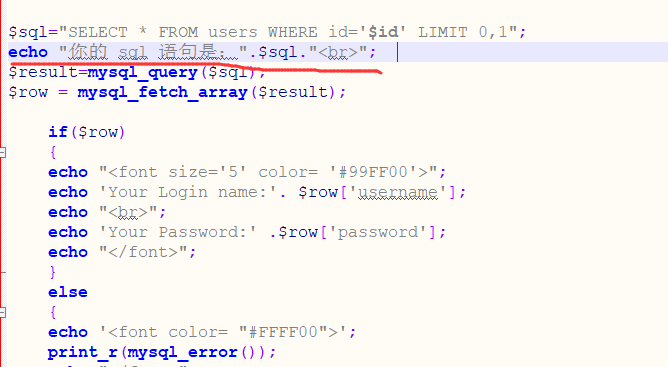 $sql="SELECT * FROM users WHERE id='$id' LIMIT 0,1";
echo "你的 sql 语句是：".$sql."<br>";
$result=mysql_query($sql);
$row = mysql_fetch_array($result);
if($row)
{
echo "<font size='5' color= '#99FF00'>";
echo 'Your Login name:'. $row['username'];
echo "<br>";
echo 'Your Password:' .$row['password'];
echo "</font>";
}
else
{
echo '<font color= "#FFFF00">';
print_r(mysql_error());